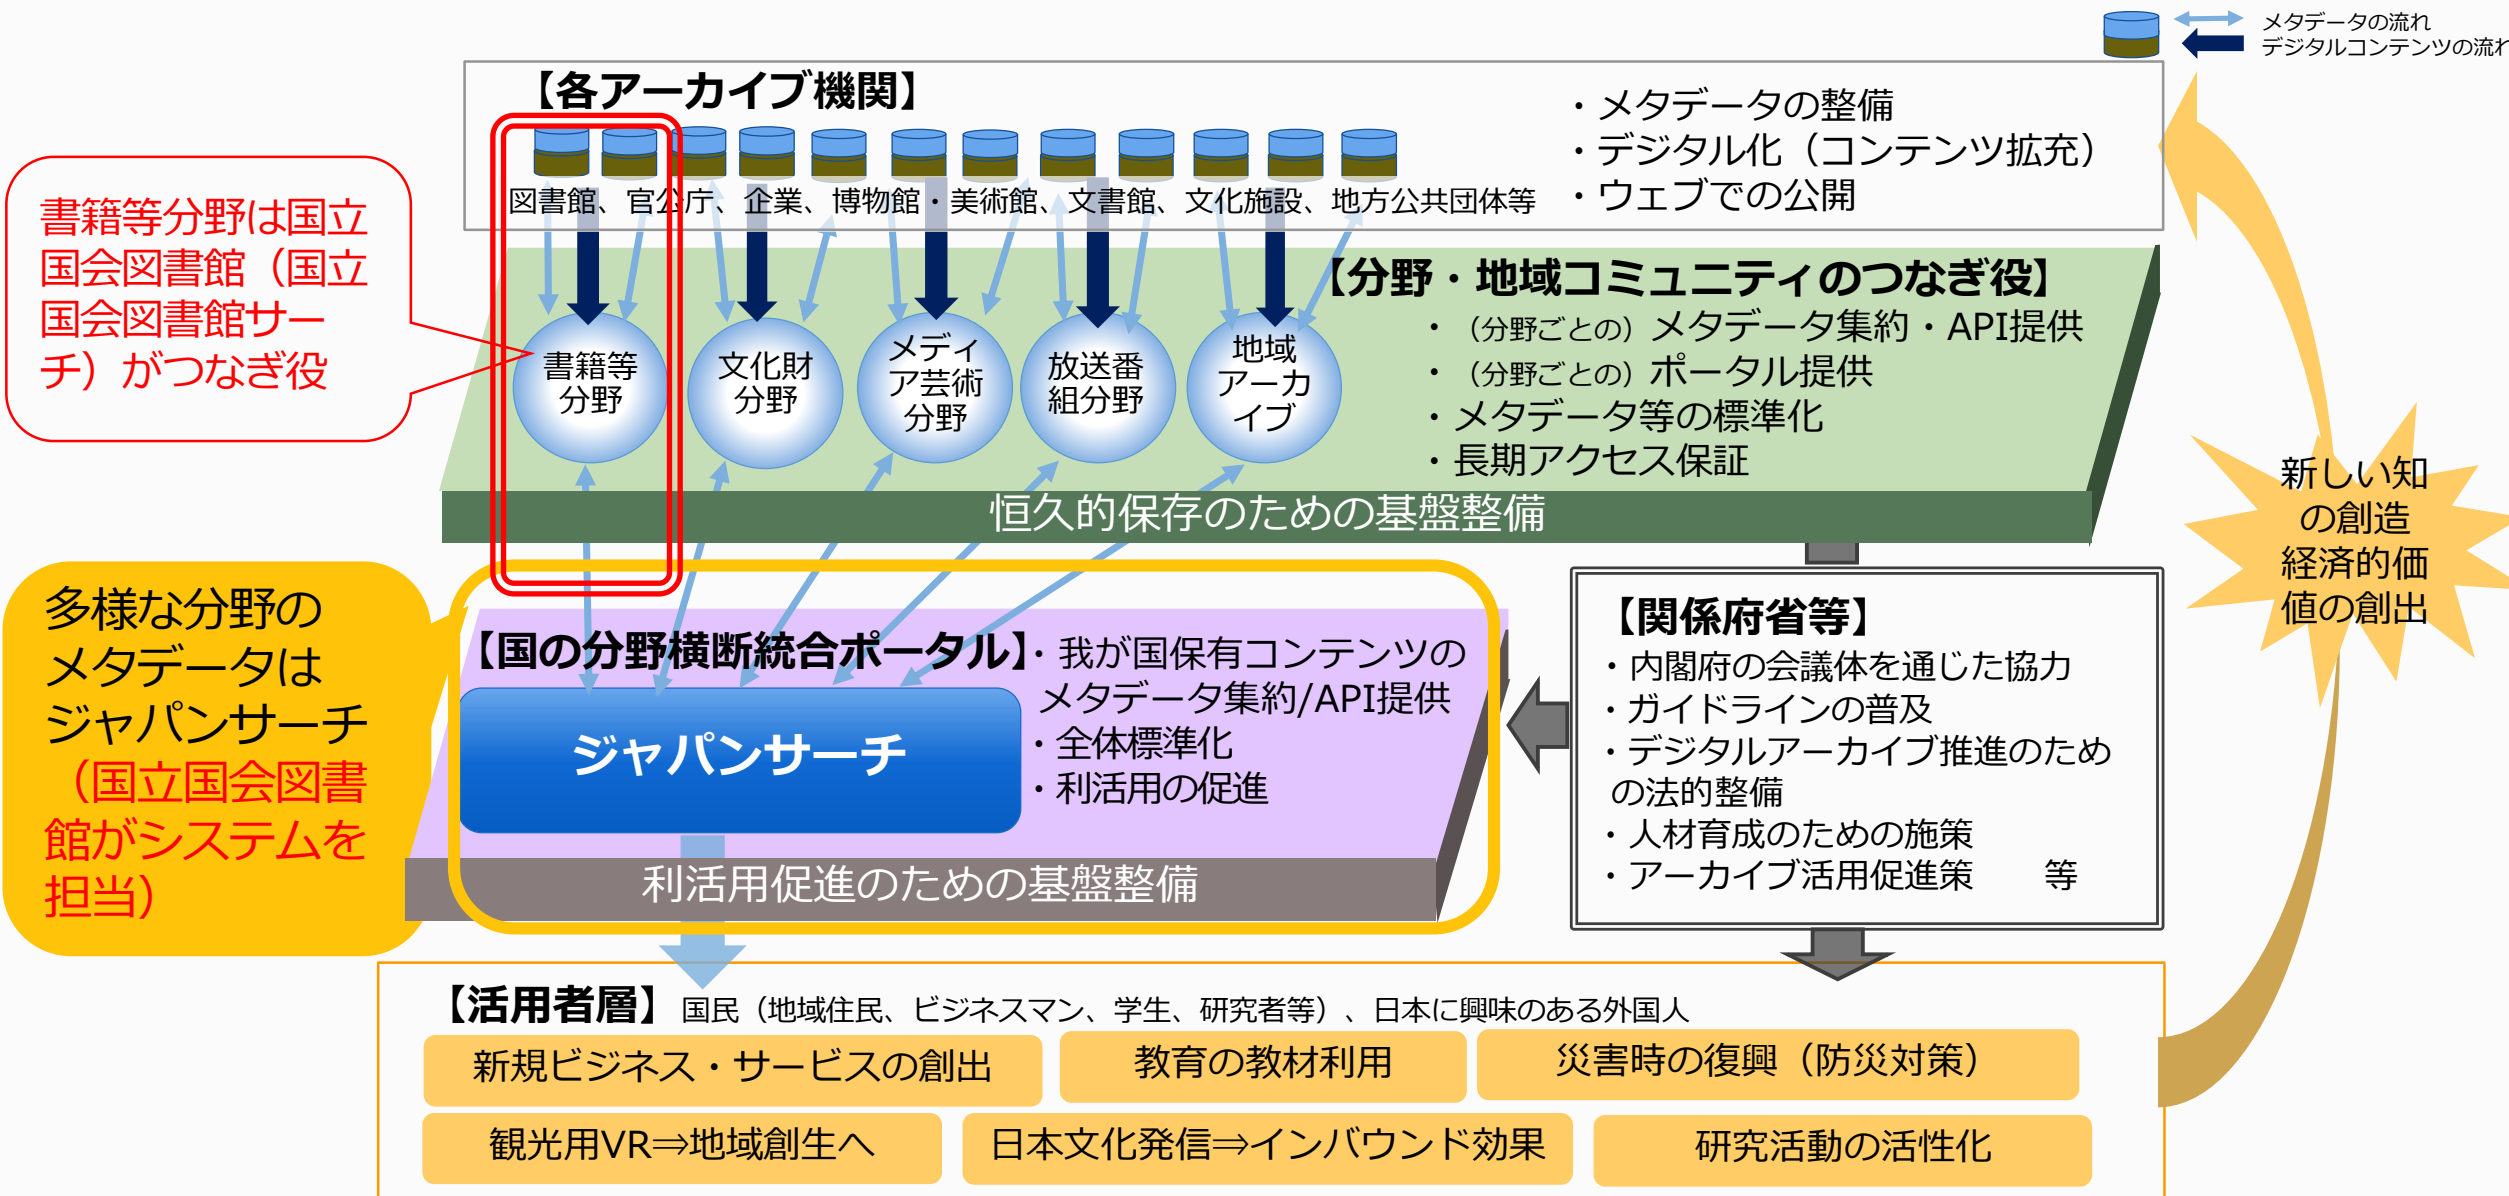 メタデータの流れ
デジタルコンテンツの流れ
【各アーカイブ機関】
・メタデータの整備
・デジタル化（コンテンツ拡充）
・ウェブでの公開
図書館、官公庁、企業、博物館・美術館、文書館、文化施設、地方公共団体等
書籍等分野は国立
国会図書館（国立
国会図書館サー
チ）がつなぎ役
【分野・地域コミュニティのつなぎ役】
・（分野ごとの）メタデータ集約・API提供
・（分野ごとの）ポータル提供
・メタデータ等の標準化
・長期アクセス保証
書籍等
分野
文化財
分野
メディ
ア芸術
分野
放送番
組分野
地域
アーカ
イブ
恒久的保存のための基盤整備
新しい知
の創造
経済的価
値の創出
多様な分野の
メタデータは
ジャパンサーチ
（国立国会図書
館がシステムを
担当）
【国の分野横断統合ポータル】
・我が国保有コンテンツの
メタデータ集約/API提供
・全体標準化
・利活用の促進
ジャパンサーチ
利活用促進のための基盤整備
【関係府省等】
・内閣府の会議体を通じた協力
・ガイドラインの普及
・デジタルアーカイブ推進のため
の法的整備
・人材育成のための施策
・アーカイブ活用促進策　　等
【活用者層】国民（地域住民、ビジネスマン、学生、研究者等）、日本に興味のある外国人
新規ビジネス・サービスの創出
教育の教材利用
災害時の復興（防災対策）
観光用VR⇒地域創生へ
日本文化発信⇒インバウンド効果
研究活動の活性化